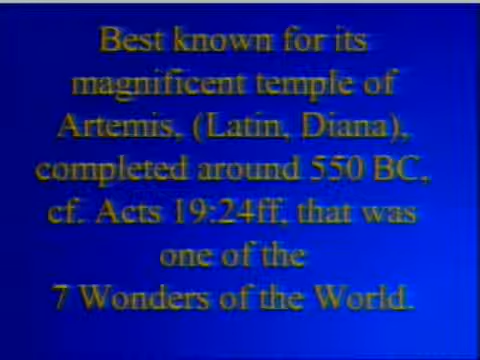 Best known for its
magnificent temple of
Artemis, (Latin, Diana),
completed around 550 BC,
cf. Acts 19:24ff, that was
one of the
7 Wonders of the World.